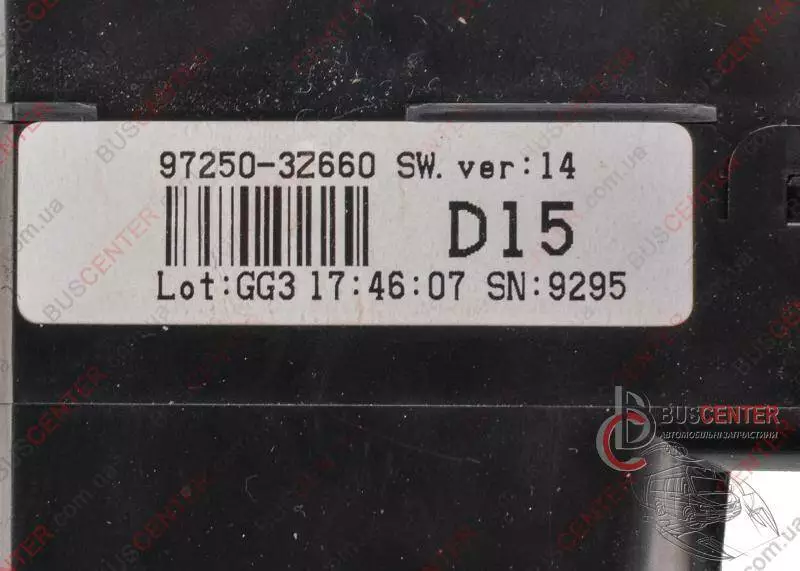 97250-3Z660 SW. ver:14
D15
Lot:GG3 17:46:07 SN:9295
BUSCENTER
АВТОМОБІЛЬНІ ЗАПЧАСТИНИ